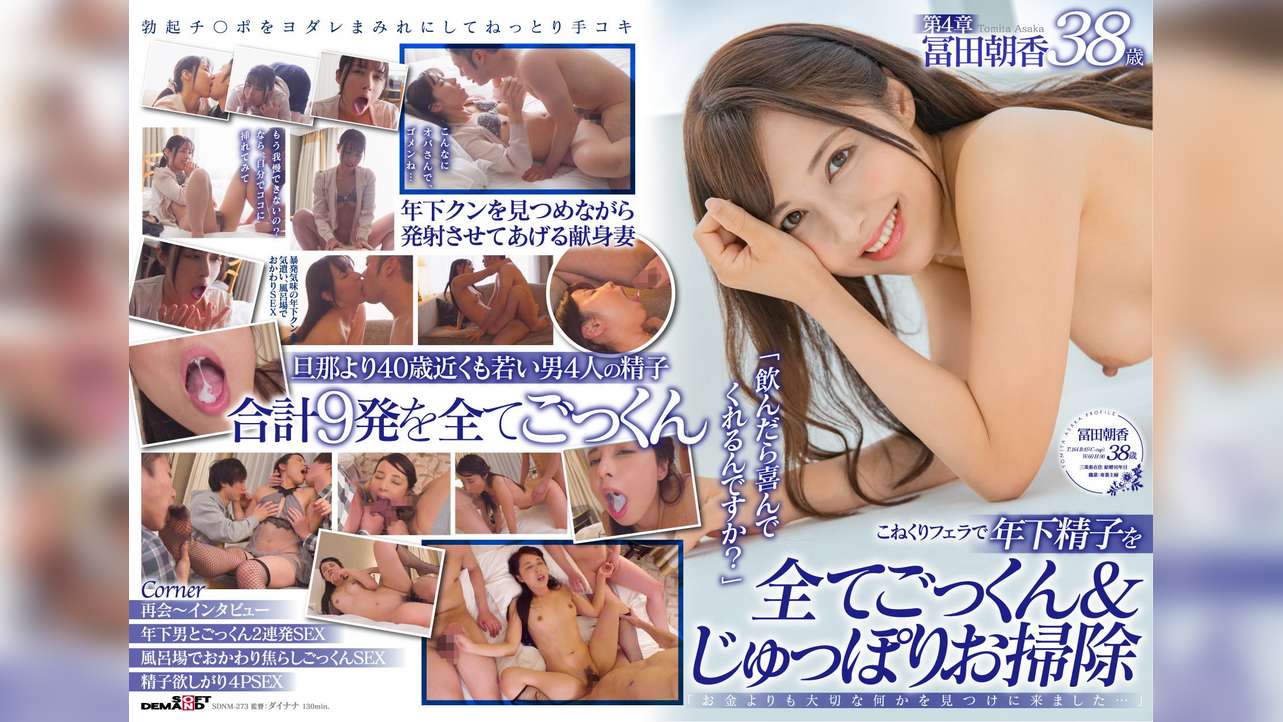 勃起チ〇ポをヨダレまみれにしてねっとり手コキ
もう我慢できないの?
なら、自分でココに
挿れてみて
こんなに
オバさんで、
ゴメンね…
年下クンを見つめながら
発射させてあげる献身妻
暴発気味の年下クン
気遣い、風呂場で
おかわりSEX
旦那より40歳近くも若い男4人の精子
合計9発を全てごっくん
Corner
再会〜インタビュー
年下男とごっくん2連発SEX
風呂場でおかわり焦らしごっくんSEX
精子欲しがり4PSEX
SOFT
ON
DEMAND
SDNM-273 監督:ダイナナ 130min.
第4章
Tomita Asaka
冨田朝香 38歳
「飲んだら喜んで
くれるんですか?」
TOMITA ASAKA PROFILE
冨田朝香
38歳
こねくりフェラで 年下精子を
全てごっくん&
じゅっぽりお掃除
「お金よりも大切な何かを見つけに来ました…」